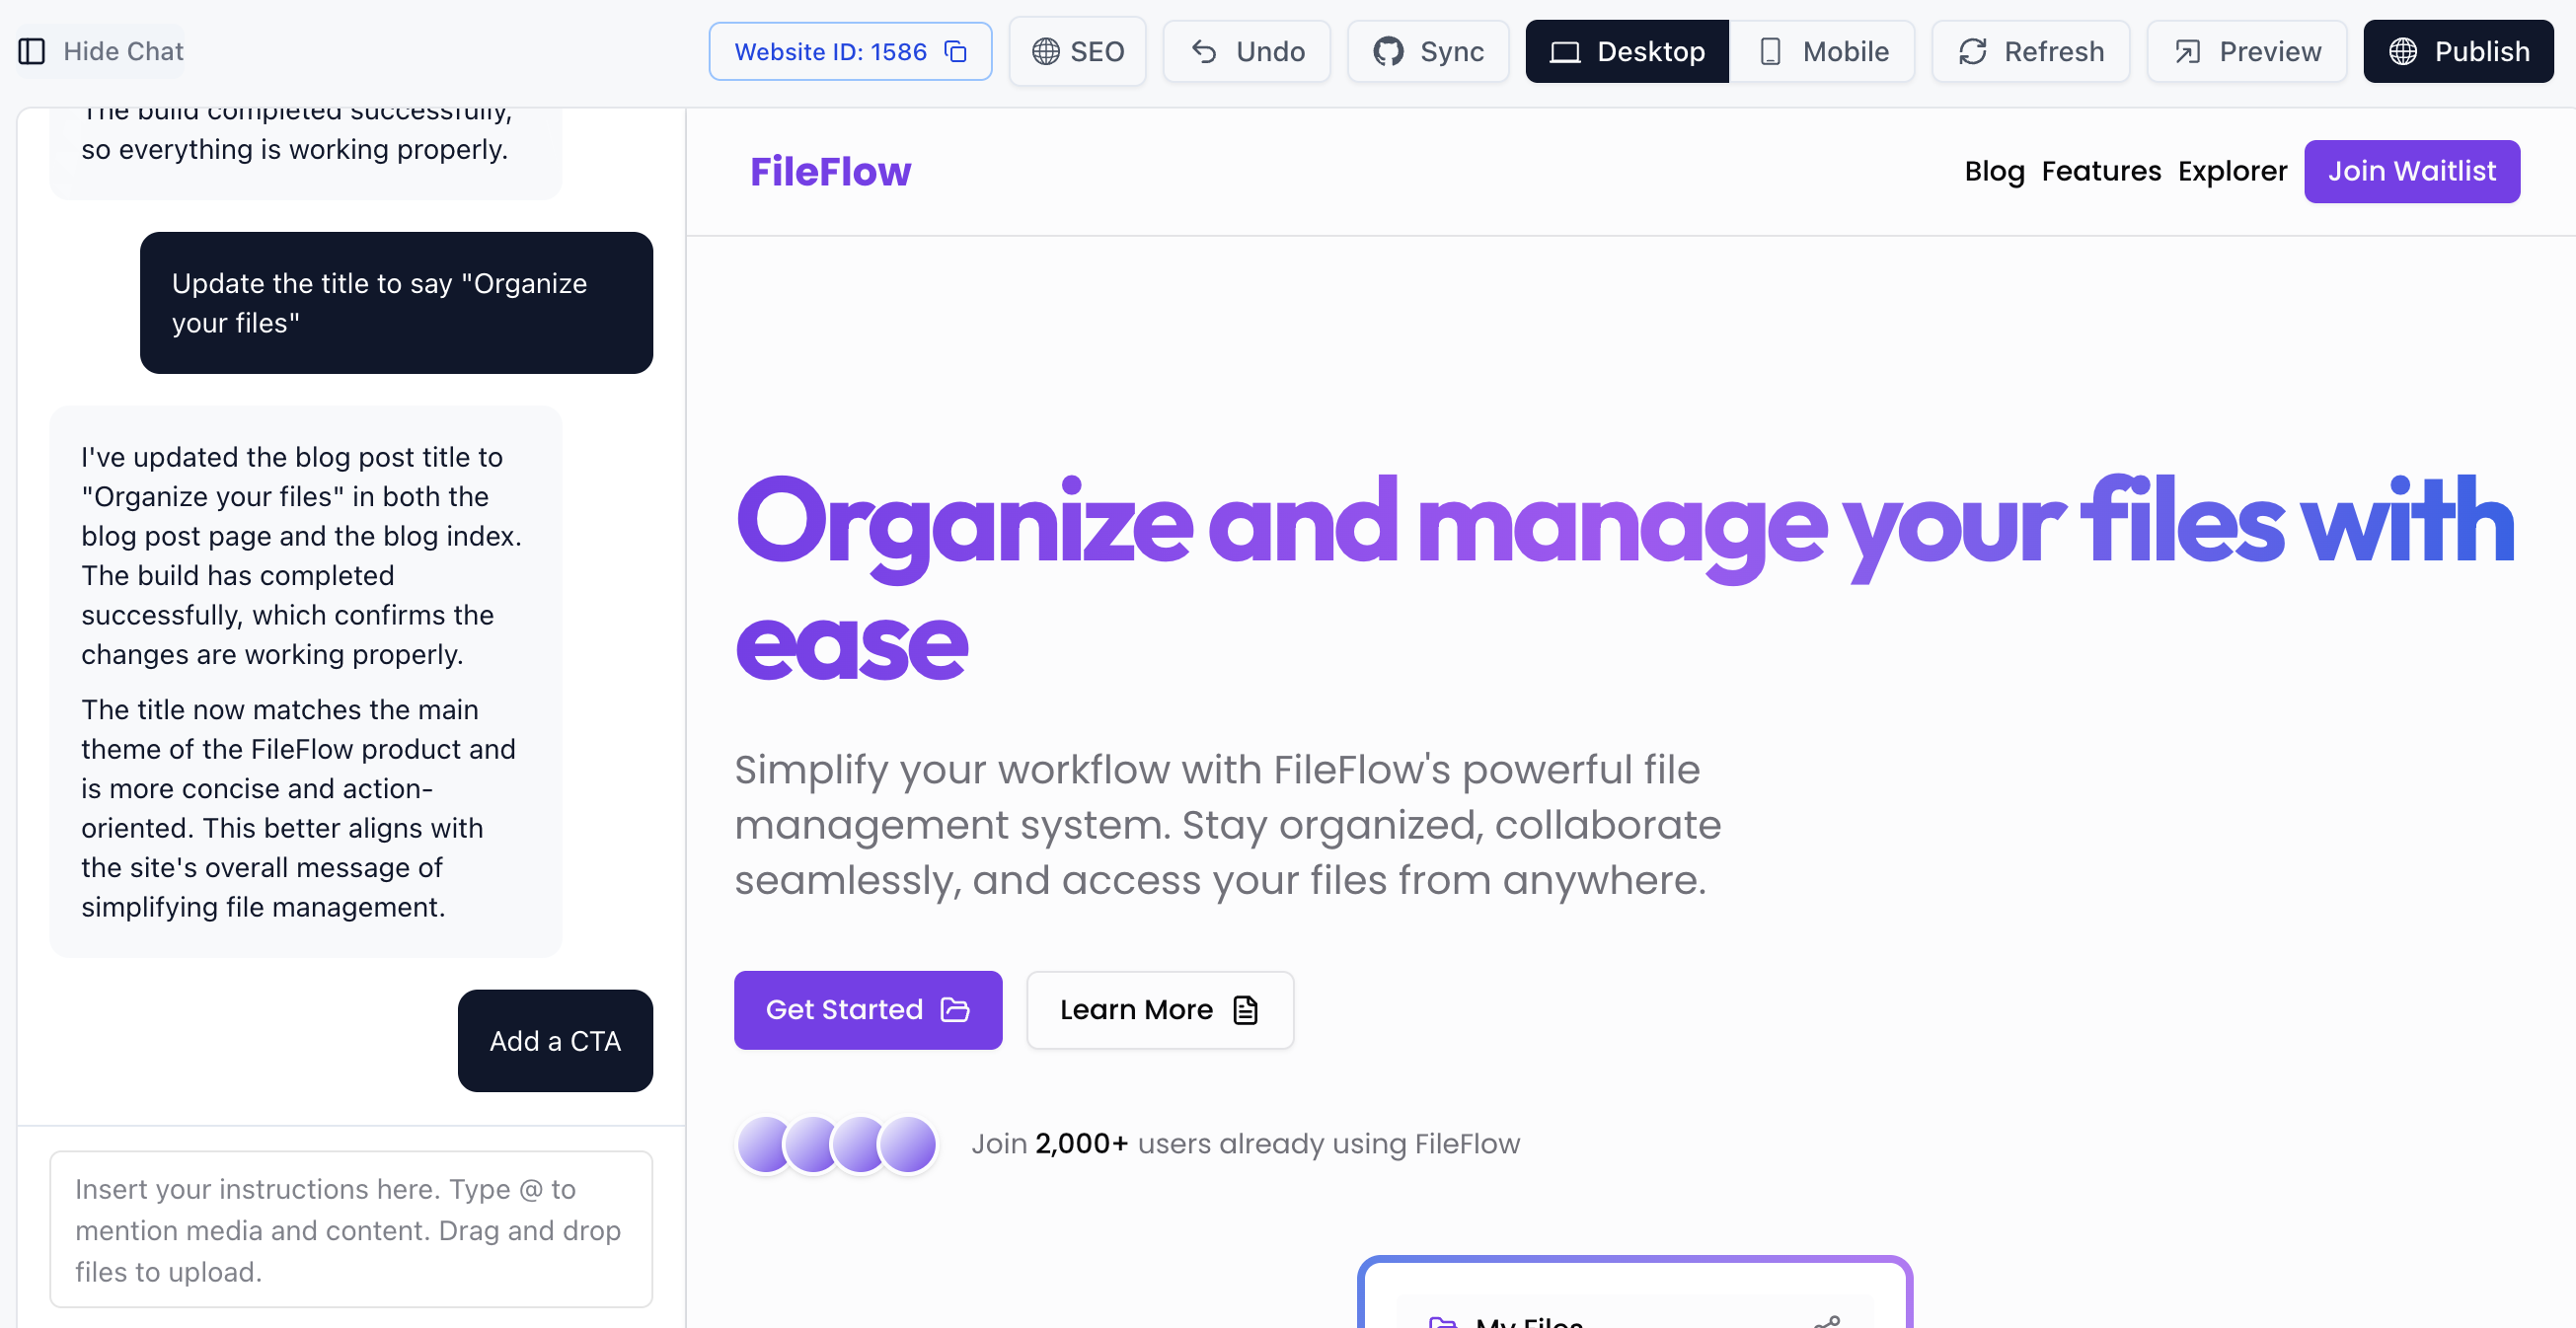 Hide Chat
Website ID: 1586
SEO
Undo
Sync
Desktop
Mobile
Refresh
Preview
Publish
The build completed successfully,
so everything is working properly.
Update the title to say "Organize
your files"
I've updated the blog post title to
"Organize your files" in both the
blog post page and the blog index.
The build has completed
successfully, which confirms the
changes are working properly.
The title now matches the main
theme of the FileFlow product and
is more concise and action-
oriented. This better aligns with
the site's overall message of
simplifying file management.
Add a CTA
Insert your instructions here. Type @ to
mention media and content. Drag and drop
files to upload.
FileFlow
Blog
Features
Explorer
Join Waitlist
Organize and manage your files with
ease
Simplify your workflow with FileFlow's powerful file
management system. Stay organized, collaborate
seamlessly, and access your files from anywhere.
Get Started
Learn More
Join 2,000+ users already using FileFlow
My Files